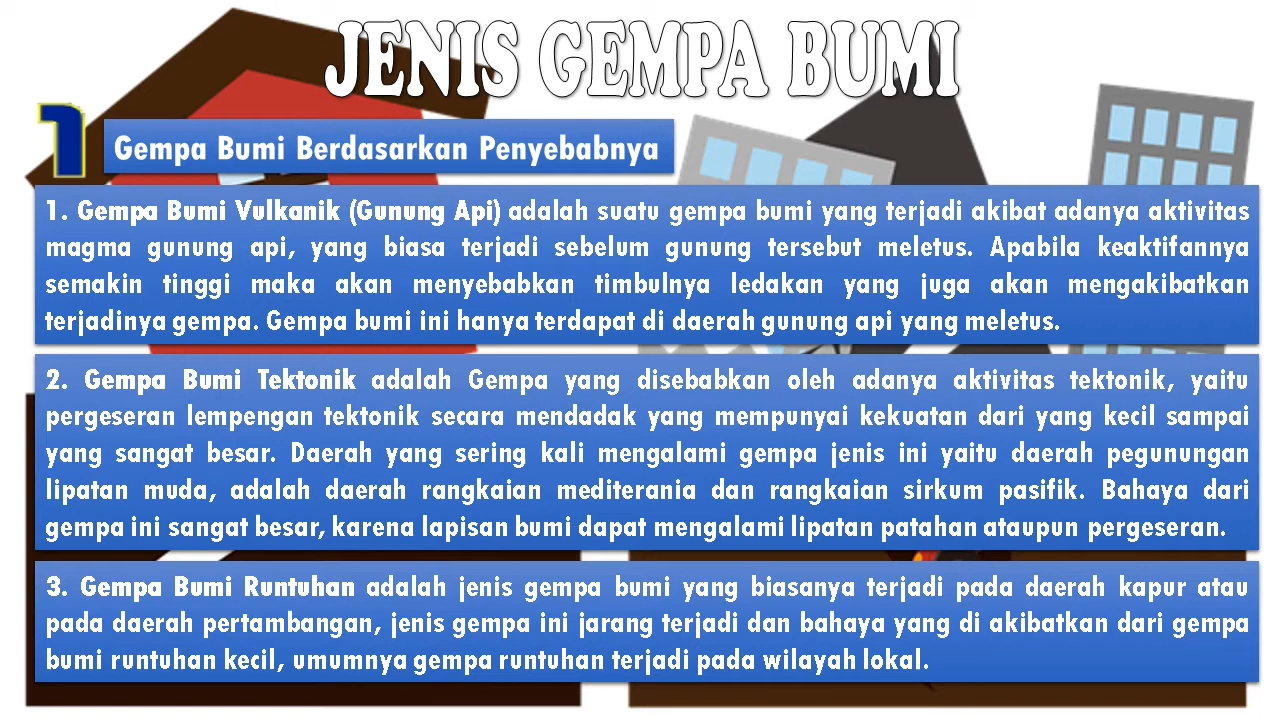 JENIS GEMPA BUMI
1
Gempa Bumi Berdasarkan Penyebabnya
1. Gempa Bumi Vulkanik (Gunung Api) adalah suatu gempa bumi yang terjadi akibat adanya aktivitas
magma gunung api, yang biasa terjadi sebelum gunung tersebut meletus. Apabila keaktifannya
semakin tinggi maka akan menyebabkan timbulnya ledakan yang juga akan mengakibatkan
terjadinya gempa. Gempa bumi ini hanya terdapat di daerah gunung api yang meletus.
2. Gempa Bumi Tektonik adalah Gempa yang disebabkan oleh adanya aktivitas tektonik, yaitu
pergeseran lempengan tektonik secara mendadak yang mempunyai kekuatan dari yang kecil sampai
yang sangat besar. Daerah yang sering kali mengalami gempa jenis ini yaitu daerah pegunungan
lipatan muda, adalah daerah rangkaian mediterania dan rangkaian sirkum pasifik. Bahaya dari
gempa ini sangat besar, karena lapisan bumi dapat mengalami lipatan patahan ataupun pergeseran.
3. Gempa Bumi Runtuhan adalah jenis gempa bumi yang biasanya terjadi pada daerah kapur atau
pada daerah pertambangan, jenis gempa ini jarang terjadi dan bahaya yang di akibatkan dari gempa
bumi runtuhan kecil, umumnya gempa runtuhan terjadi pada wilayah lokal.